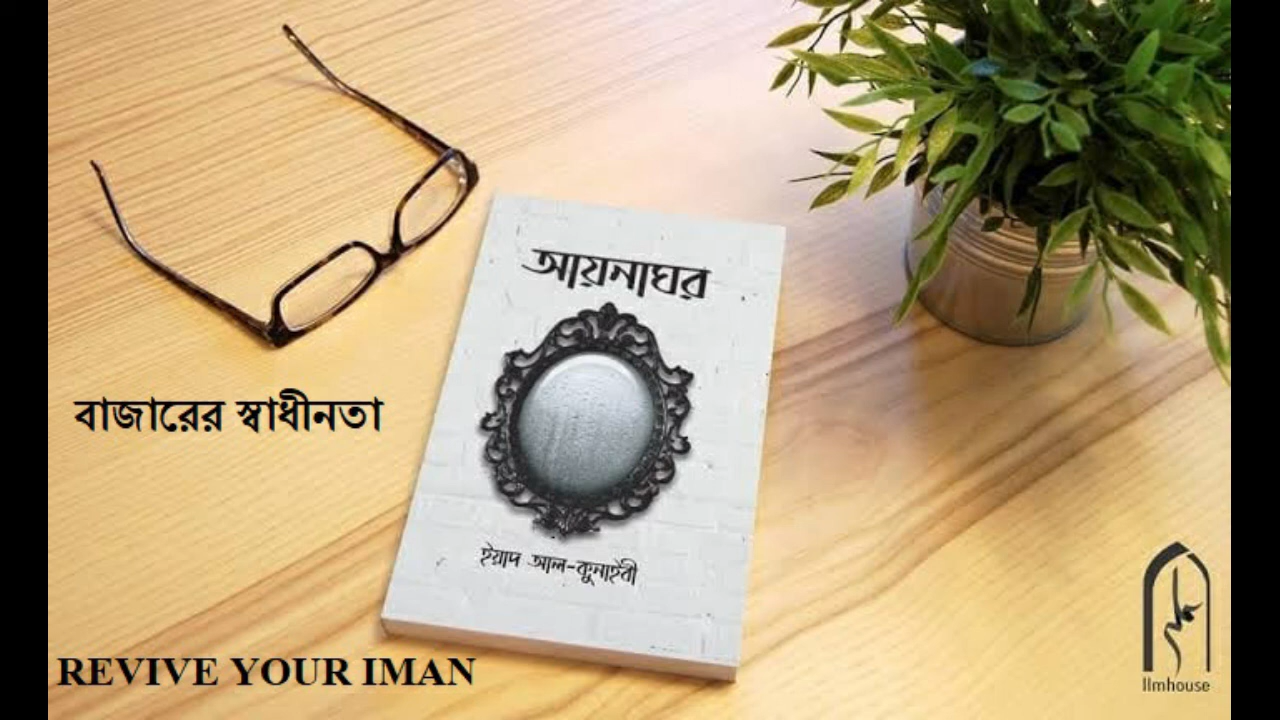 আয়নাঘর
বাজারের স্বাধীনতা
ইয়াদ আল-কুনাইবী
REVIVE YOUR IMAN
Ilmhouse